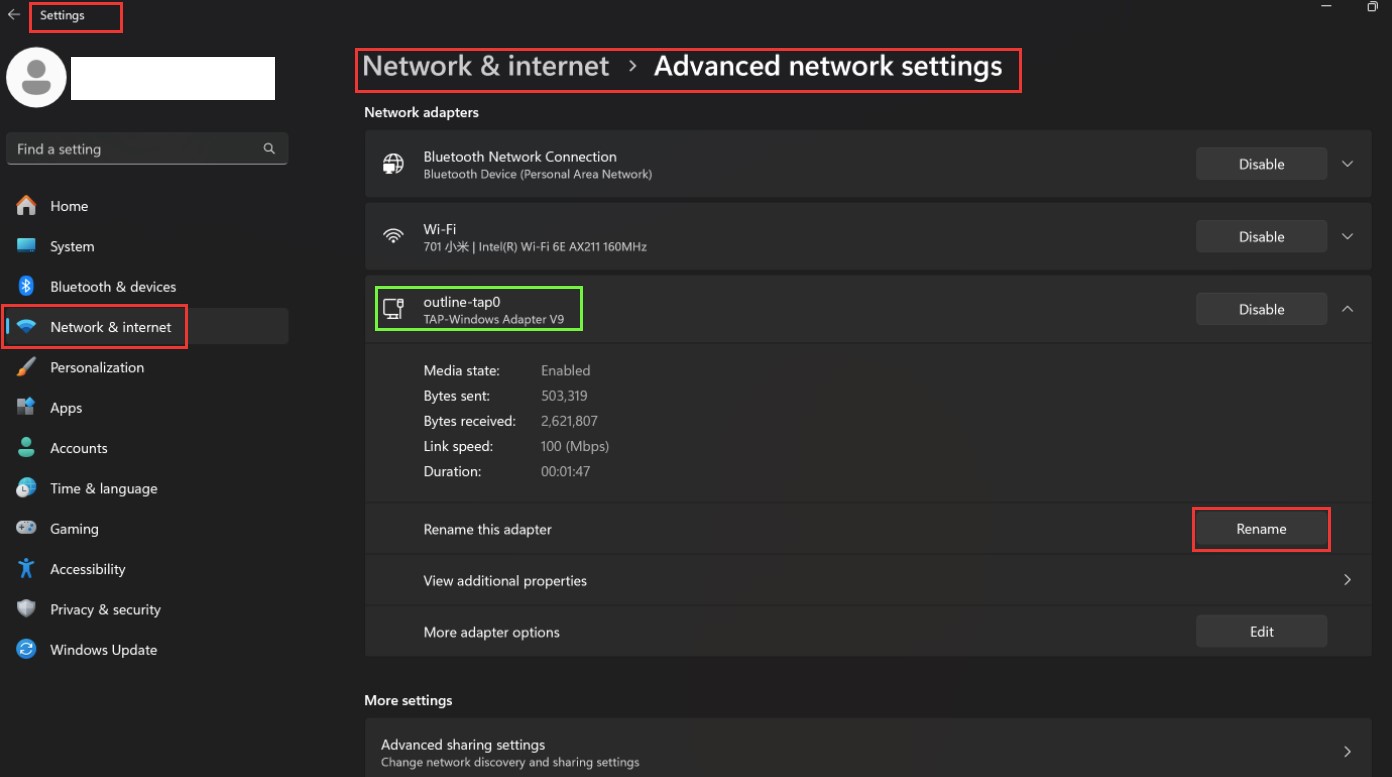 Settings
Find a setting
Home
System
Bluetooth & devices
Network & internet
Personalization
Apps
Accounts
Time & language
Gaming
Accessibility
Privacy & security
Windows Update
Network & internet › Advanced network settings
Network adapters
Bluetooth Network Connection
Bluetooth Device (Personal Area Network)
Disable
Wi-Fi
701 小米 | Intel(R) Wi-Fi 6E AX211 160MHz
Disable
outline-tap0
TAP-Windows Adapter V9
Disable
Media state: Enabled
Bytes sent: 503,319
Bytes received: 2,621,807
Link speed: 100 (Mbps)
Duration: 00:01:47
Rename this adapter Rename
View additional properties
More adapter options Edit
More settings
Advanced sharing settings
Change network discovery and sharing settings